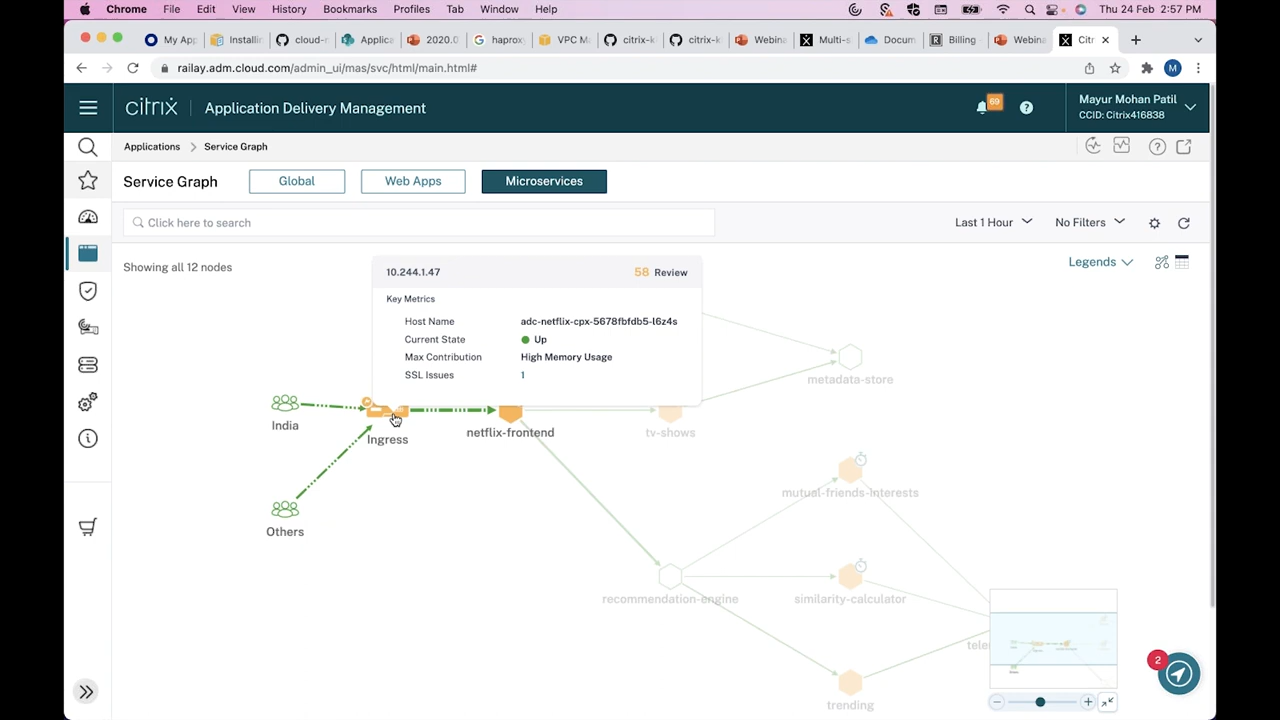 Chrome File Edit View History Bookmarks Profiles Tab Window Help Thu 24 Feb 2:57 PM
My App Installin cloud-n Applica 2020.0 haprox VPC Ma citrix-k citrix-k Webina Multi-s Docum Billing Webina Citr
railay.adm.cloud.com/admin_ui/mas/svc/html/main.html# M
citrix Application Delivery Management 69 Mayur Mohan Patil
CCID: Citrix416838
Applications > Service Graph
Service Graph Global Web Apps Microservices
Click here to search Last 1 Hour No Filters
Showing all 12 nodes Legends
10.244.1.47 58 Review
Key Metrics
Host Name adc-netflix-cpx-5678fbfdb5-l6z4s
Current State Up
Max Contribution High Memory Usage
SSL Issues 1
metadata-store
India Ingress netflix-frontend tv-shows
mutual-friends-interests
Others
recommendation-engine similarity-calculator
tele
2
trending